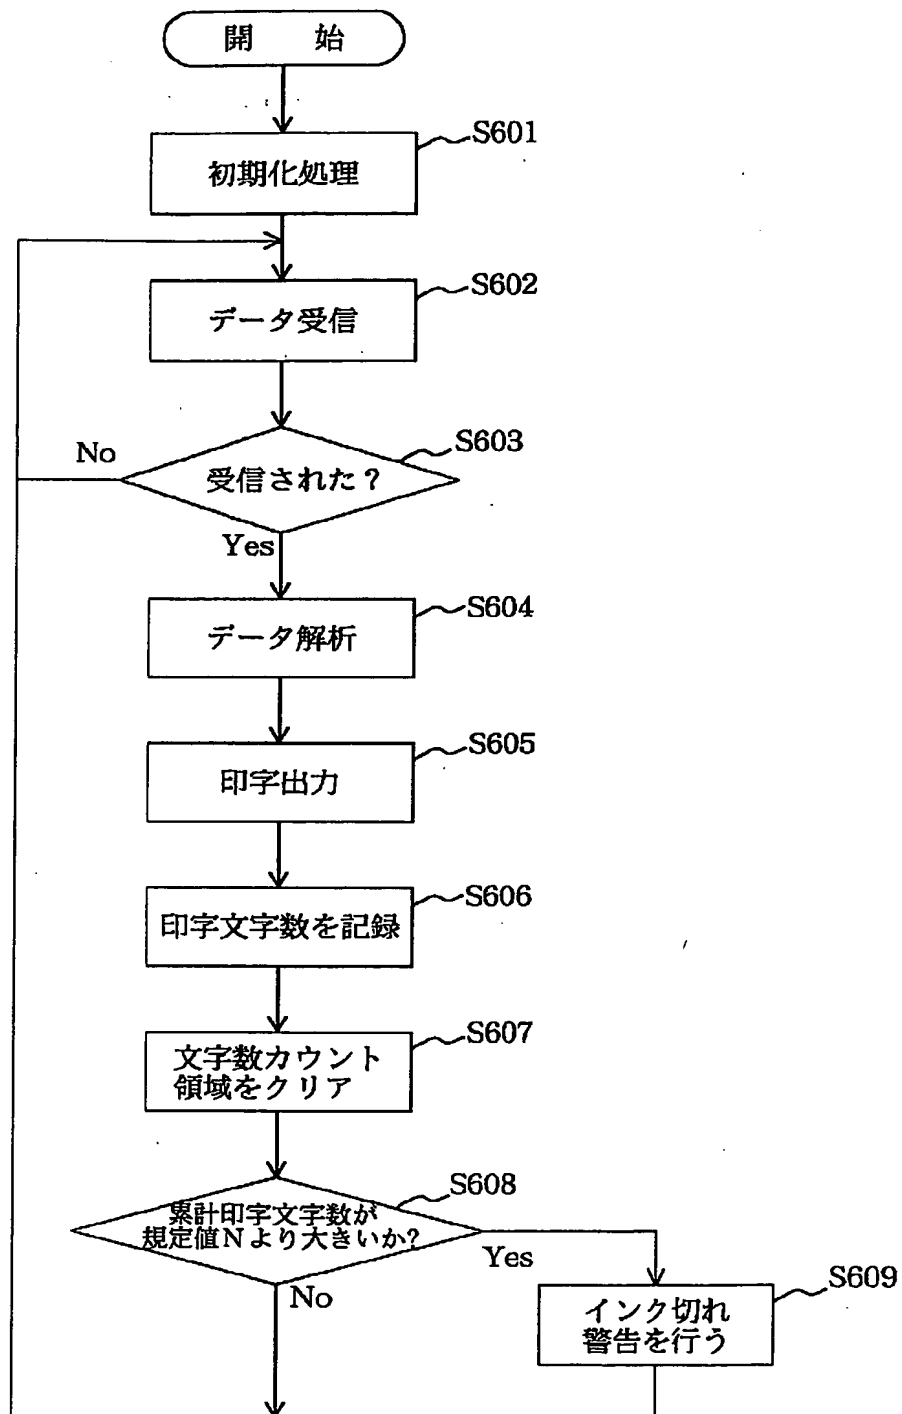 開 始
S601
初期化処理
S602
データ受信
S603
No
受信された？
Yes
S604
データ解析
S605
印字出力
S606
印字文字数を記録
S607
文字数カウント
領域をクリア
S608
累計印字文字数が
規定値Nより大きいか?
Yes
No
S609
インク切れ
警告を行う